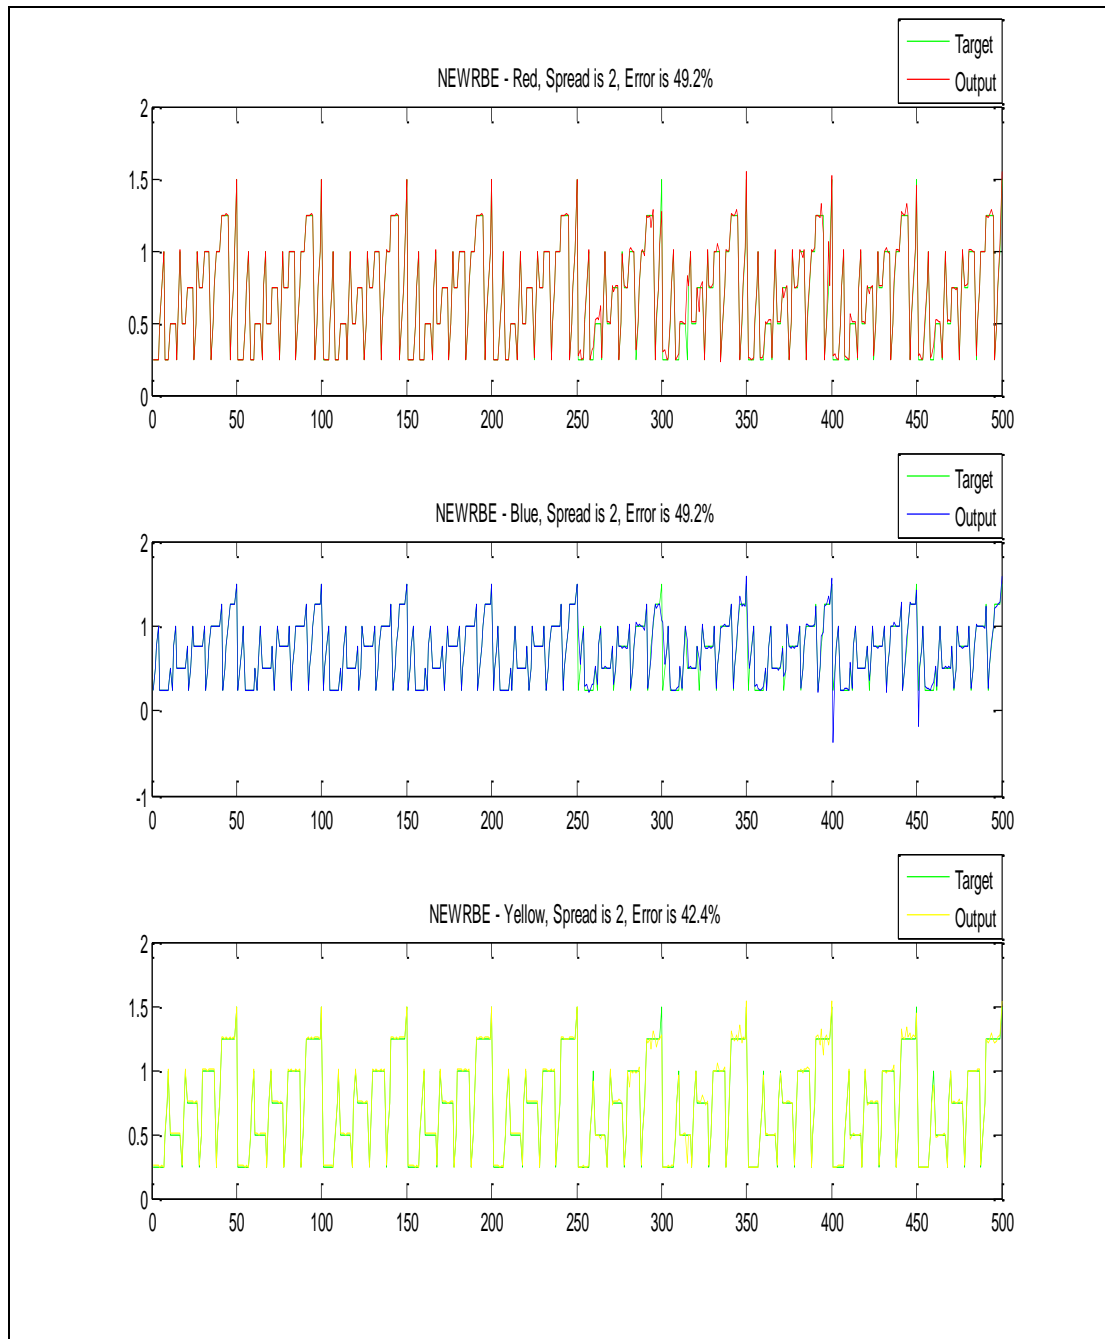 Target
Output
NEWRBE - Red, Spread is 2, Error is 49.2%
2
1.5
1
0.5
0
0 50 100 150 200 250 300 350 400 450 500
Target
Output
NEWRBE - Blue, Spread is 2, Error is 49.2%
2
1
0
-1
0 50 100 150 200 250 300 350 400 450 500
Target
Output
NEWRBE - Yellow, Spread is 2, Error is 42.4%
2
1.5
1
0.5
0
0 50 100 150 200 250 300 350 400 450 500